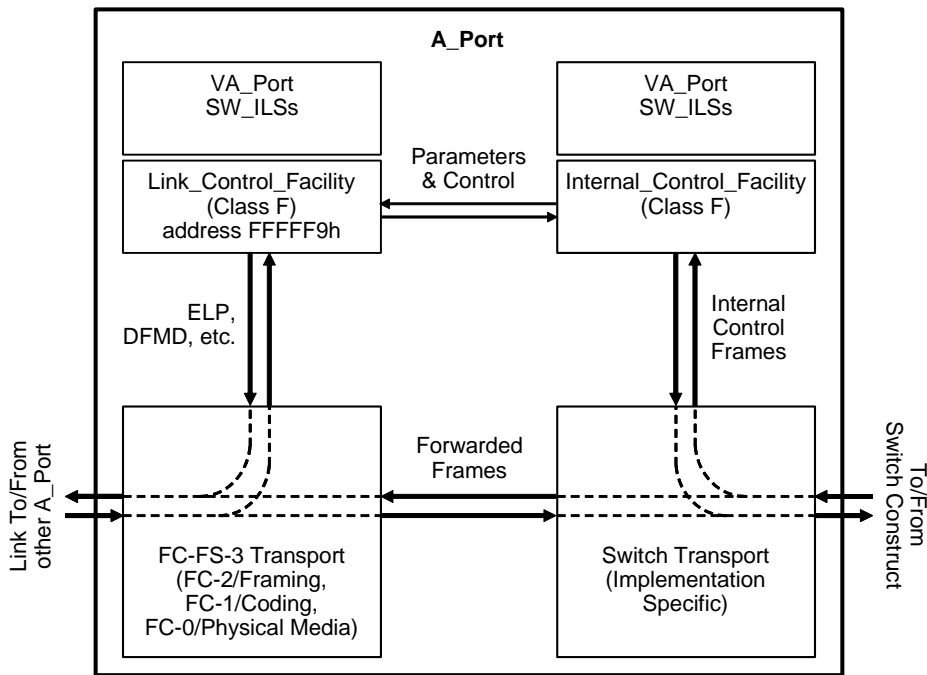 A_Port
VA_Port
SW_ILSs
VA_Port
SW_ILSs
Link_Control_Facility
(Class F)
address FFFFF9h
Parameters
& Control
Internal_Control_Facility
(Class F)
ELP,
DFMD, etc.
Internal
Control
Frames
Link To/From
other A_Port
Forwarded
Frames
To/From
Switch Construct
FC-FS-3 Transport
(FC-2/Framing,
FC-1/Coding,
FC-0/Physical Media)
Switch Transport
(Implementation
Specific)